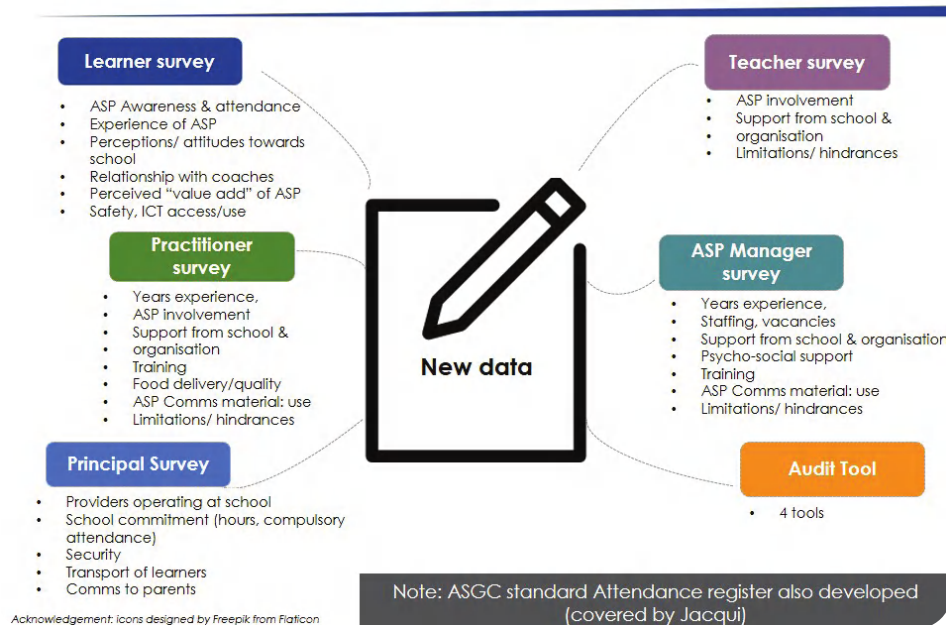 Learner survey
• ASP Awareness & attendance
• Experience of ASP
• Perceptions/ attitudes towards
school
• Relationship with coaches
• Perceived “value add” of ASP
• Safety, ICT access/use
Practitioner
survey
• Years experience,
• ASP involvement
• Support from school &
• organisation
• Training
• Food delivery/quality
• ASP Comms material: use
• Limitations/ hindrances
Principal Survey
• Providers operating at school
• School commitment (hours, compulsory
attendance)
• Security
• Transport of learners
• Comms to parents
New data
Teacher survey
• ASP involvement
• Support from school &
• organisation
• Limitations/ hindrances
ASP Manager
survey
• Years experience,
• Staffing, vacancies
• Support from school & organisation
• Psycho-social support
• Training
• ASP Comms material: use
• Limitations/ hindrances
Audit Tool
• 4 tools
Note: ASGC standard Attendance register also developed
(covered by Jacqui)
Acknowledgement: icons designed by Freepik from Flaticon